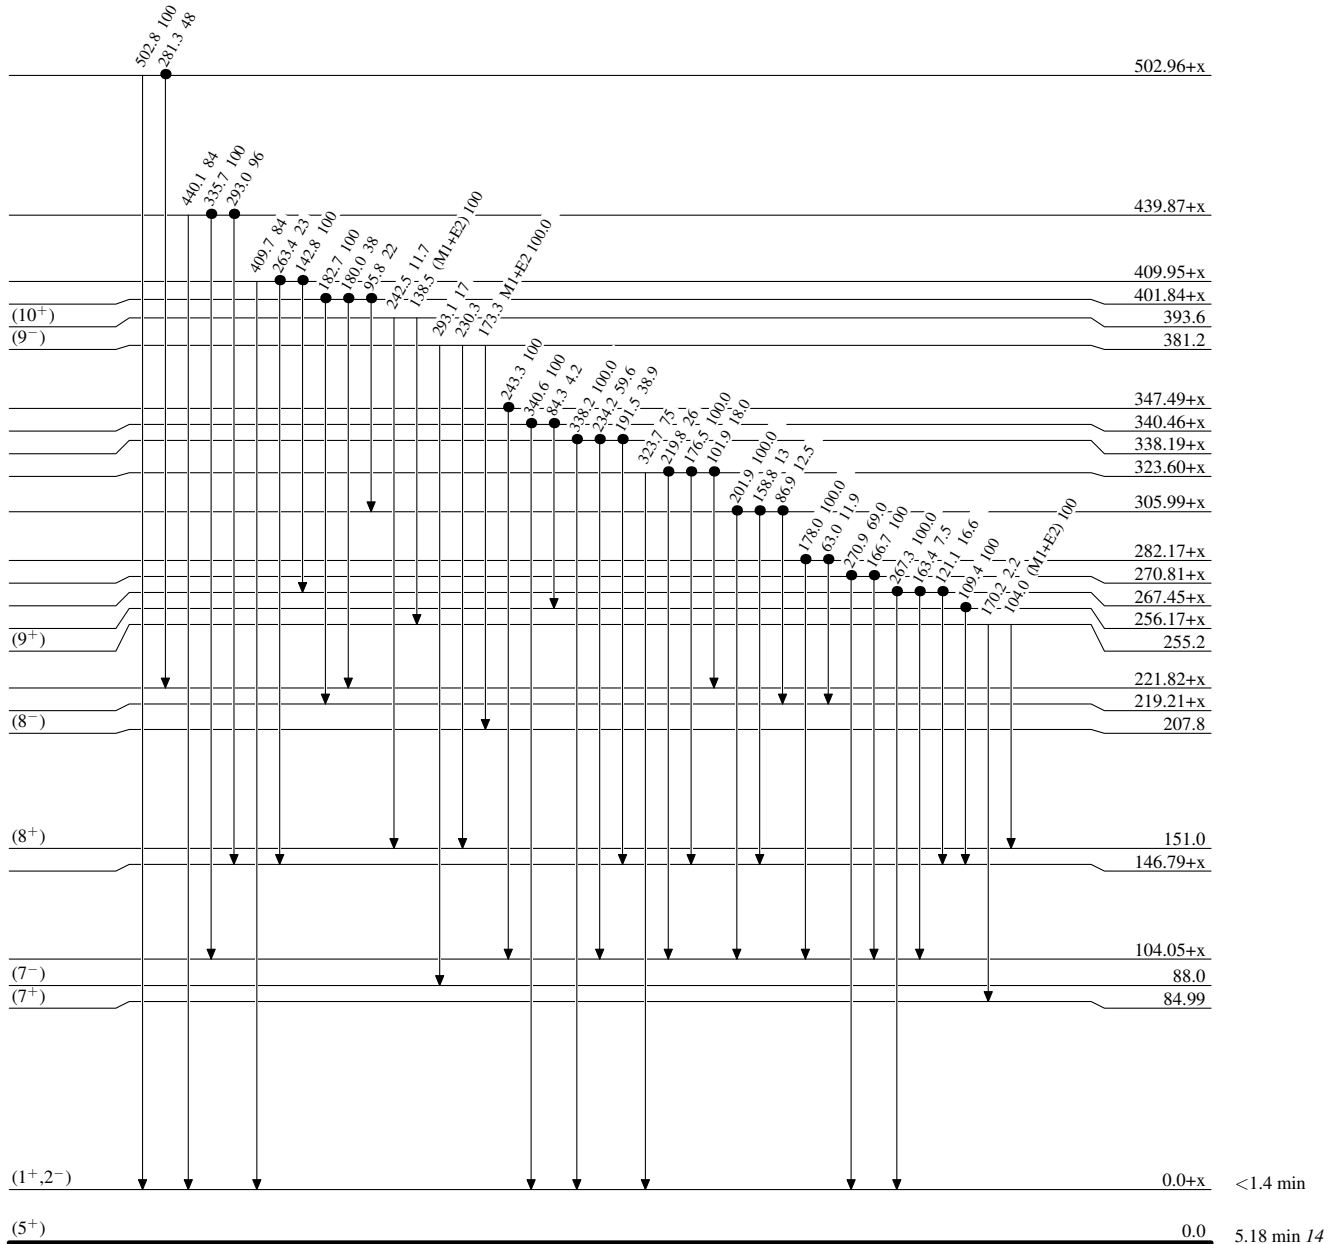 502.8 100
281.3 48
502.96+x
440.1 84
335.7 100
293.0 96
439.87+x
409.7 84
263.4 23
142.8 100
409.95+x
182.7 100
180.0 38
95.8 22
401.84+x
242.5 11.7
138.5 (M1+E2) 100
(10⁺) 393.6
293.1 17
230.3
173.3 M1+E2 100.0
(9⁻) 381.2
243.3 100
347.49+x
340.6 100
84.3 4.2
340.46+x
338.2 100.0
234.2 59.6
191.5 38.9
338.19+x
323.7 75
219.8 26
176.5 100.0
101.9 18.0
323.60+x
201.9 100.0
158.8 13
86.9 12.5
305.99+x
178.0 100.0
63.0 11.9
282.17+x
270.9 69.0
166.7 100
270.81+x
267.3 100.0
163.4 7.5
121.1 16.6
267.45+x
109.4 100
256.17+x
170.2 2.2
104.0 (M1+E2) 100
(9⁺) 255.2
221.82+x
219.21+x
(8⁻) 207.8
(8⁺) 151.0
146.79+x
104.05+x
(7⁻) 88.0
(7⁺) 84.99
(1⁺,2⁻) 0.0+x <1.4 min
(5⁺) 0.0 5.18 min 14